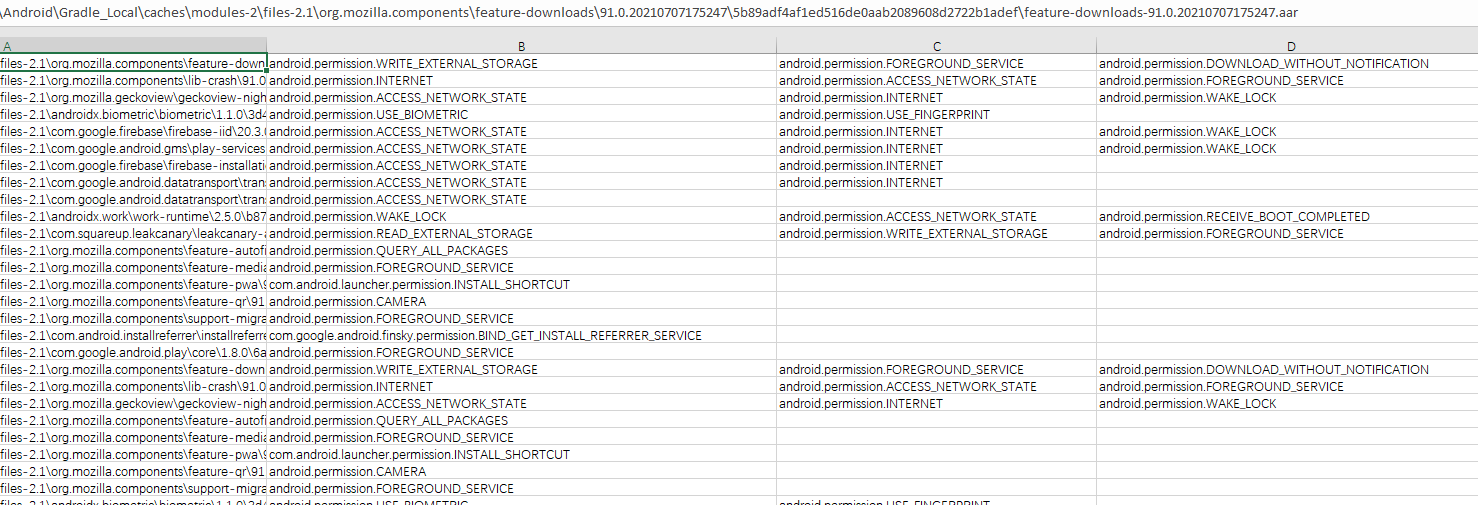 \Android\Gradle_Local\caches\modules-2\files-2.1\org.mozilla.components\feature-downloads\91.0.20210707175247\5b89adf4af1ed516de0aab2089608d2722b1adef\feature-downloads-91.0.20210707175247.aar
A B C D
files-2.1\org.mozilla.components\feature-down android.permission.WRITE_EXTERNAL_STORAGE android.permission.FOREGROUND_SERVICE android.permission.DOWNLOAD_WITHOUT_NOTIFICATION
files-2.1\org.mozilla.components\lib-crash\91.0 android.permission.INTERNET android.permission.ACCESS_NETWORK_STATE android.permission.FOREGROUND_SERVICE
files-2.1\org.mozilla.geckoview\geckoview-nigh android.permission.ACCESS_NETWORK_STATE android.permission.INTERNET android.permission.WAKE_LOCK
files-2.1\androidx.biometric\biometric\1.1.0\3d4 android.permission.USE_BIOMETRIC android.permission.USE_FINGERPRINT
files-2.1\com.google.firebase\firebase-iid\20.3.0 android.permission.ACCESS_NETWORK_STATE android.permission.INTERNET android.permission.WAKE_LOCK
files-2.1\com.google.android.gms\play-services android.permission.ACCESS_NETWORK_STATE android.permission.INTERNET android.permission.WAKE_LOCK
files-2.1\com.google.firebase\firebase-installati android.permission.ACCESS_NETWORK_STATE android.permission.INTERNET
files-2.1\com.google.android.datatransport\tran android.permission.ACCESS_NETWORK_STATE android.permission.INTERNET
files-2.1\com.google.android.datatransport\tran android.permission.ACCESS_NETWORK_STATE
files-2.1\androidx.work\work-runtime\2.5.0\b87 android.permission.WAKE_LOCK android.permission.ACCESS_NETWORK_STATE android.permission.RECEIVE_BOOT_COMPLETED
files-2.1\com.squareup.leakcanary\leakcanary-a android.permission.READ_EXTERNAL_STORAGE android.permission.WRITE_EXTERNAL_STORAGE android.permission.FOREGROUND_SERVICE
files-2.1\org.mozilla.components\feature-autofi android.permission.QUERY_ALL_PACKAGES
files-2.1\org.mozilla.components\feature-media android.permission.FOREGROUND_SERVICE
files-2.1\org.mozilla.components\feature-pwa\9 com.android.launcher.permission.INSTALL_SHORTCUT
files-2.1\org.mozilla.components\feature-qr\91 android.permission.CAMERA
files-2.1\org.mozilla.components\support-migra android.permission.FOREGROUND_SERVICE
files-2.1\com.android.installreferrer\installreferre com.google.android.finsky.permission.BIND_GET_INSTALL_REFERRER_SERVICE
files-2.1\com.google.android.play\core\1.8.0\6a android.permission.FOREGROUND_SERVICE
files-2.1\org.mozilla.components\feature-down android.permission.WRITE_EXTERNAL_STORAGE android.permission.FOREGROUND_SERVICE android.permission.DOWNLOAD_WITHOUT_NOTIFICATION
files-2.1\org.mozilla.components\lib-crash\91.0 android.permission.INTERNET android.permission.ACCESS_NETWORK_STATE android.permission.FOREGROUND_SERVICE
files-2.1\org.mozilla.geckoview\geckoview-nigh android.permission.ACCESS_NETWORK_STATE android.permission.INTERNET android.permission.WAKE_LOCK
files-2.1\org.mozilla.components\feature-autofi android.permission.QUERY_ALL_PACKAGES
files-2.1\org.mozilla.components\feature-media android.permission.FOREGROUND_SERVICE
files-2.1\org.mozilla.components\feature-pwa\9 com.android.launcher.permission.INSTALL_SHORTCUT
files-2.1\org.mozilla.components\feature-qr\91 android.permission.CAMERA
files-2.1\org.mozilla.components\support-migra android.permission.FOREGROUND_SERVICE
files-2.1\androidx.biometric\biometric\1.1.0\3d4 android.permission.USE_BIOMETRIC android.permission.USE_FINGERPRINT